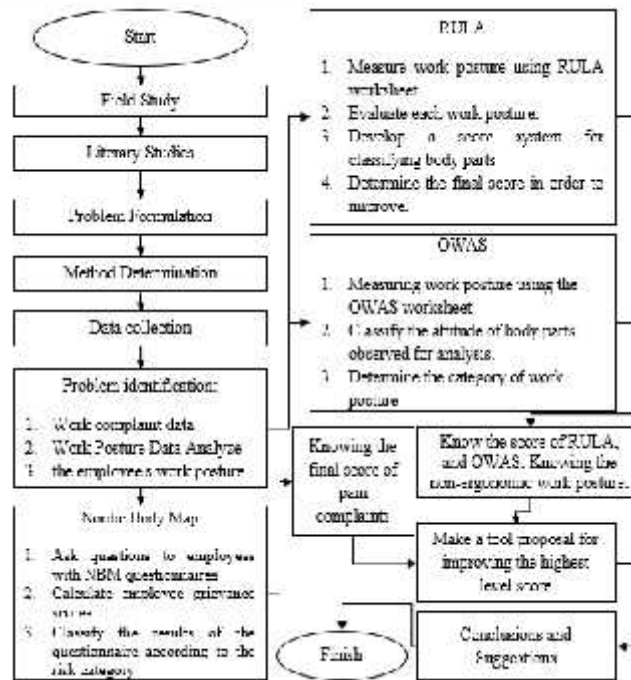 Start
Field Study
Literary Studies
Problem Formulation
Method Determination
Data collection
Problem identification:
1. Work complaint data
2. Work Posture Data Analyse
3. the employee's work posture
Nordic Body Map
1. Ask questions to employees
with NBM questionnaires
2. Calculate employee grievance
scores
3. Classify the results of the
questionnaire according to the
risk category
RULA
1. Measure work posture using RULA
worksheet
2. Evaluate each work posture.
3. Develop a score system for
classifying body parts
4. Determine the final score in order to
improve.
OWAS
1. Measuring work posture using the
OWAS worksheet
2. Classify the attitude of body parts
observed for analysis.
3. Determine the category of work
posture
Knowing the
final score of
pain
complaints
Know the score of RULA,
and OWAS. Knowing the
non-ergonomic work posture.
Make a tool proposal for
improving the highest
level score
Conclusions and
Suggestions
Finish